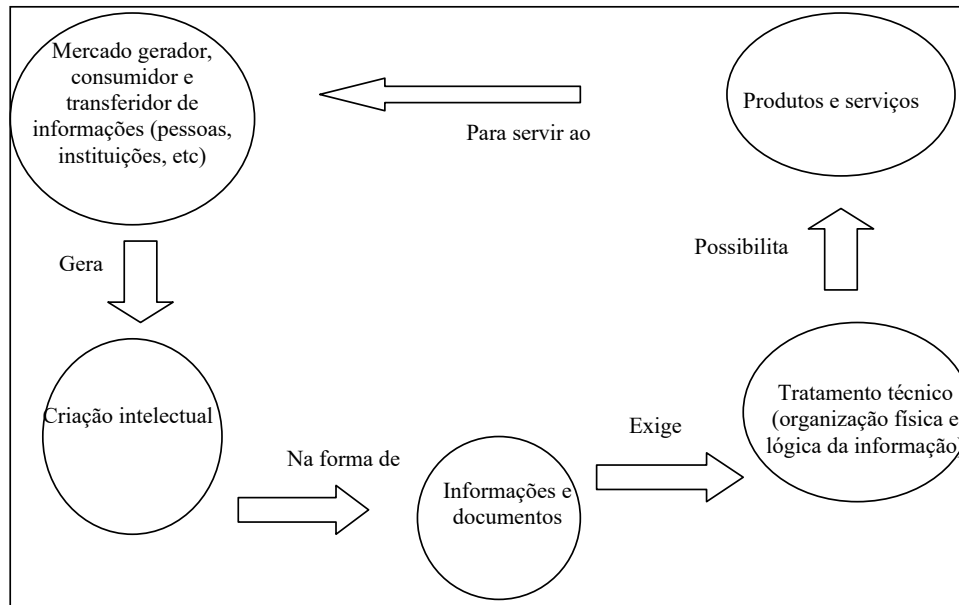 Mercado gerador,
consumidor e
transferidor de
informações (pessoas,
instituições, etc)
Para servir ao
Produtos e serviços
Gera
Possibilita
Criação intelectual
Na forma de
Informações e
documentos
Exige
Tratamento técnico
(organização física e
lógica da informação)